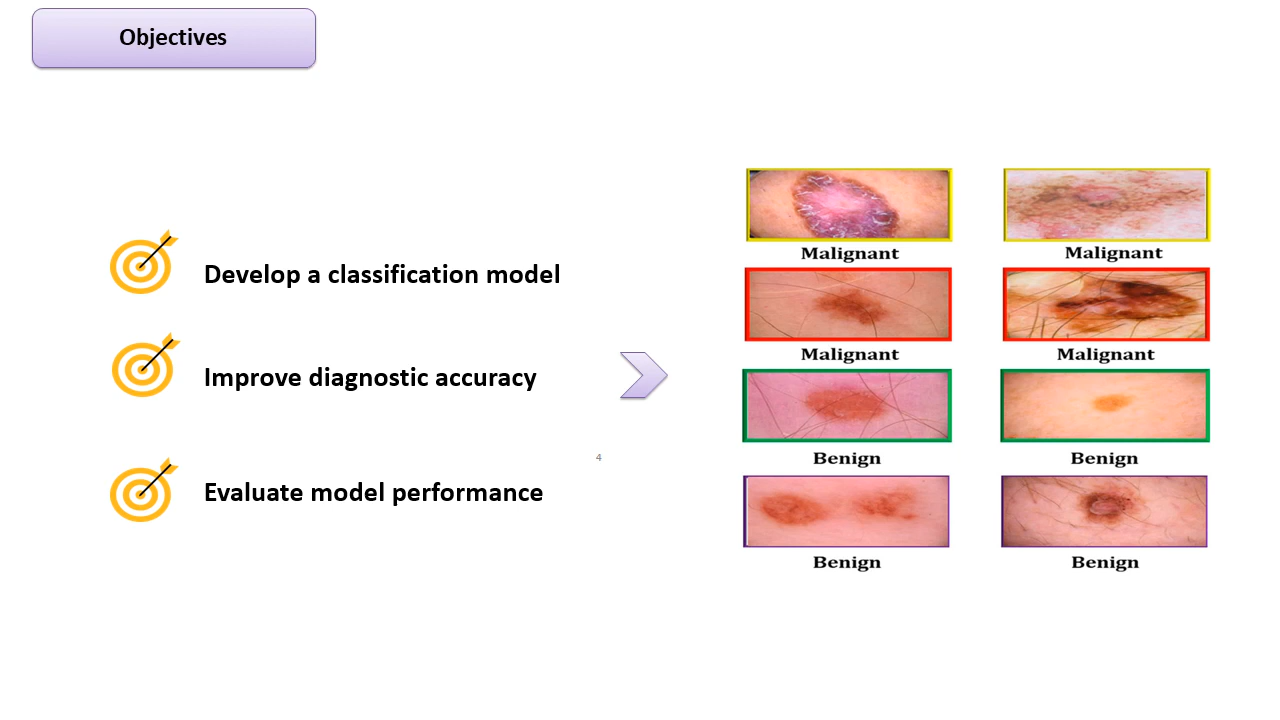 Objectives
Develop a classification model
Improve diagnostic accuracy
Evaluate model performance
4
Malignant
Malignant
Malignant
Malignant
Benign
Benign
Benign
Benign